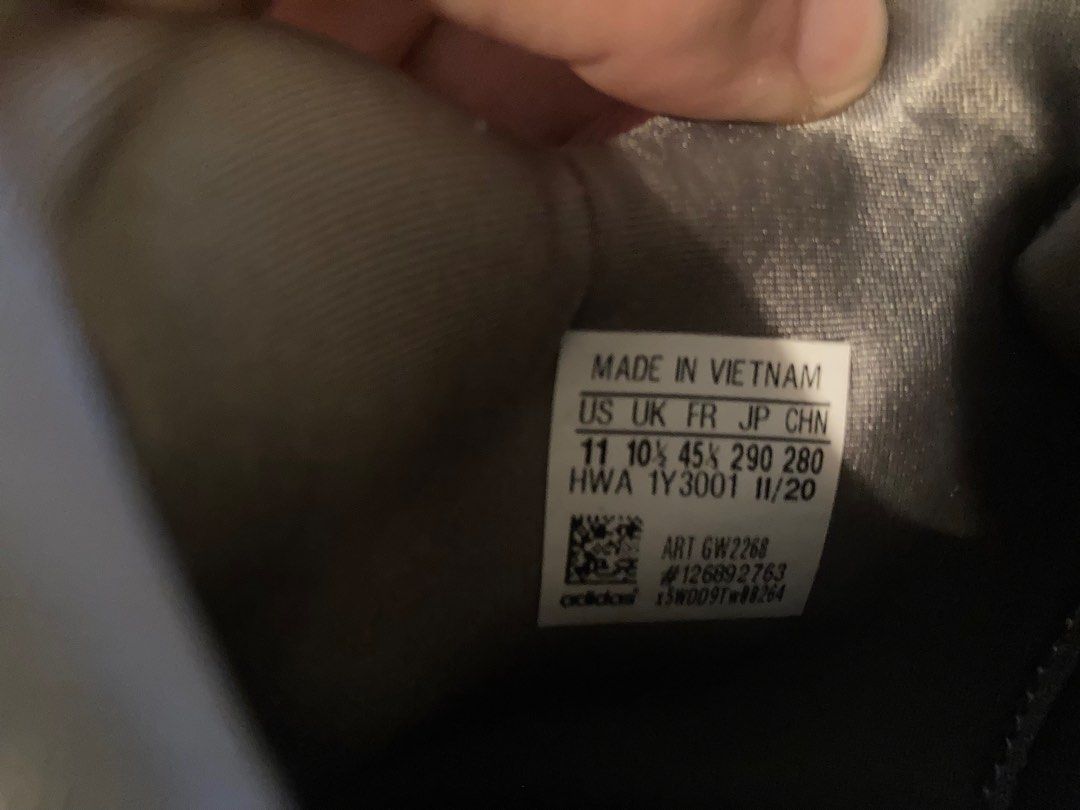 MADE IN VIETNAM
US UK FR JP CHN
11 10½ 45⅓ 290 280
HWA 1Y3001 11/20
ART GW2268
#126892763
adidas